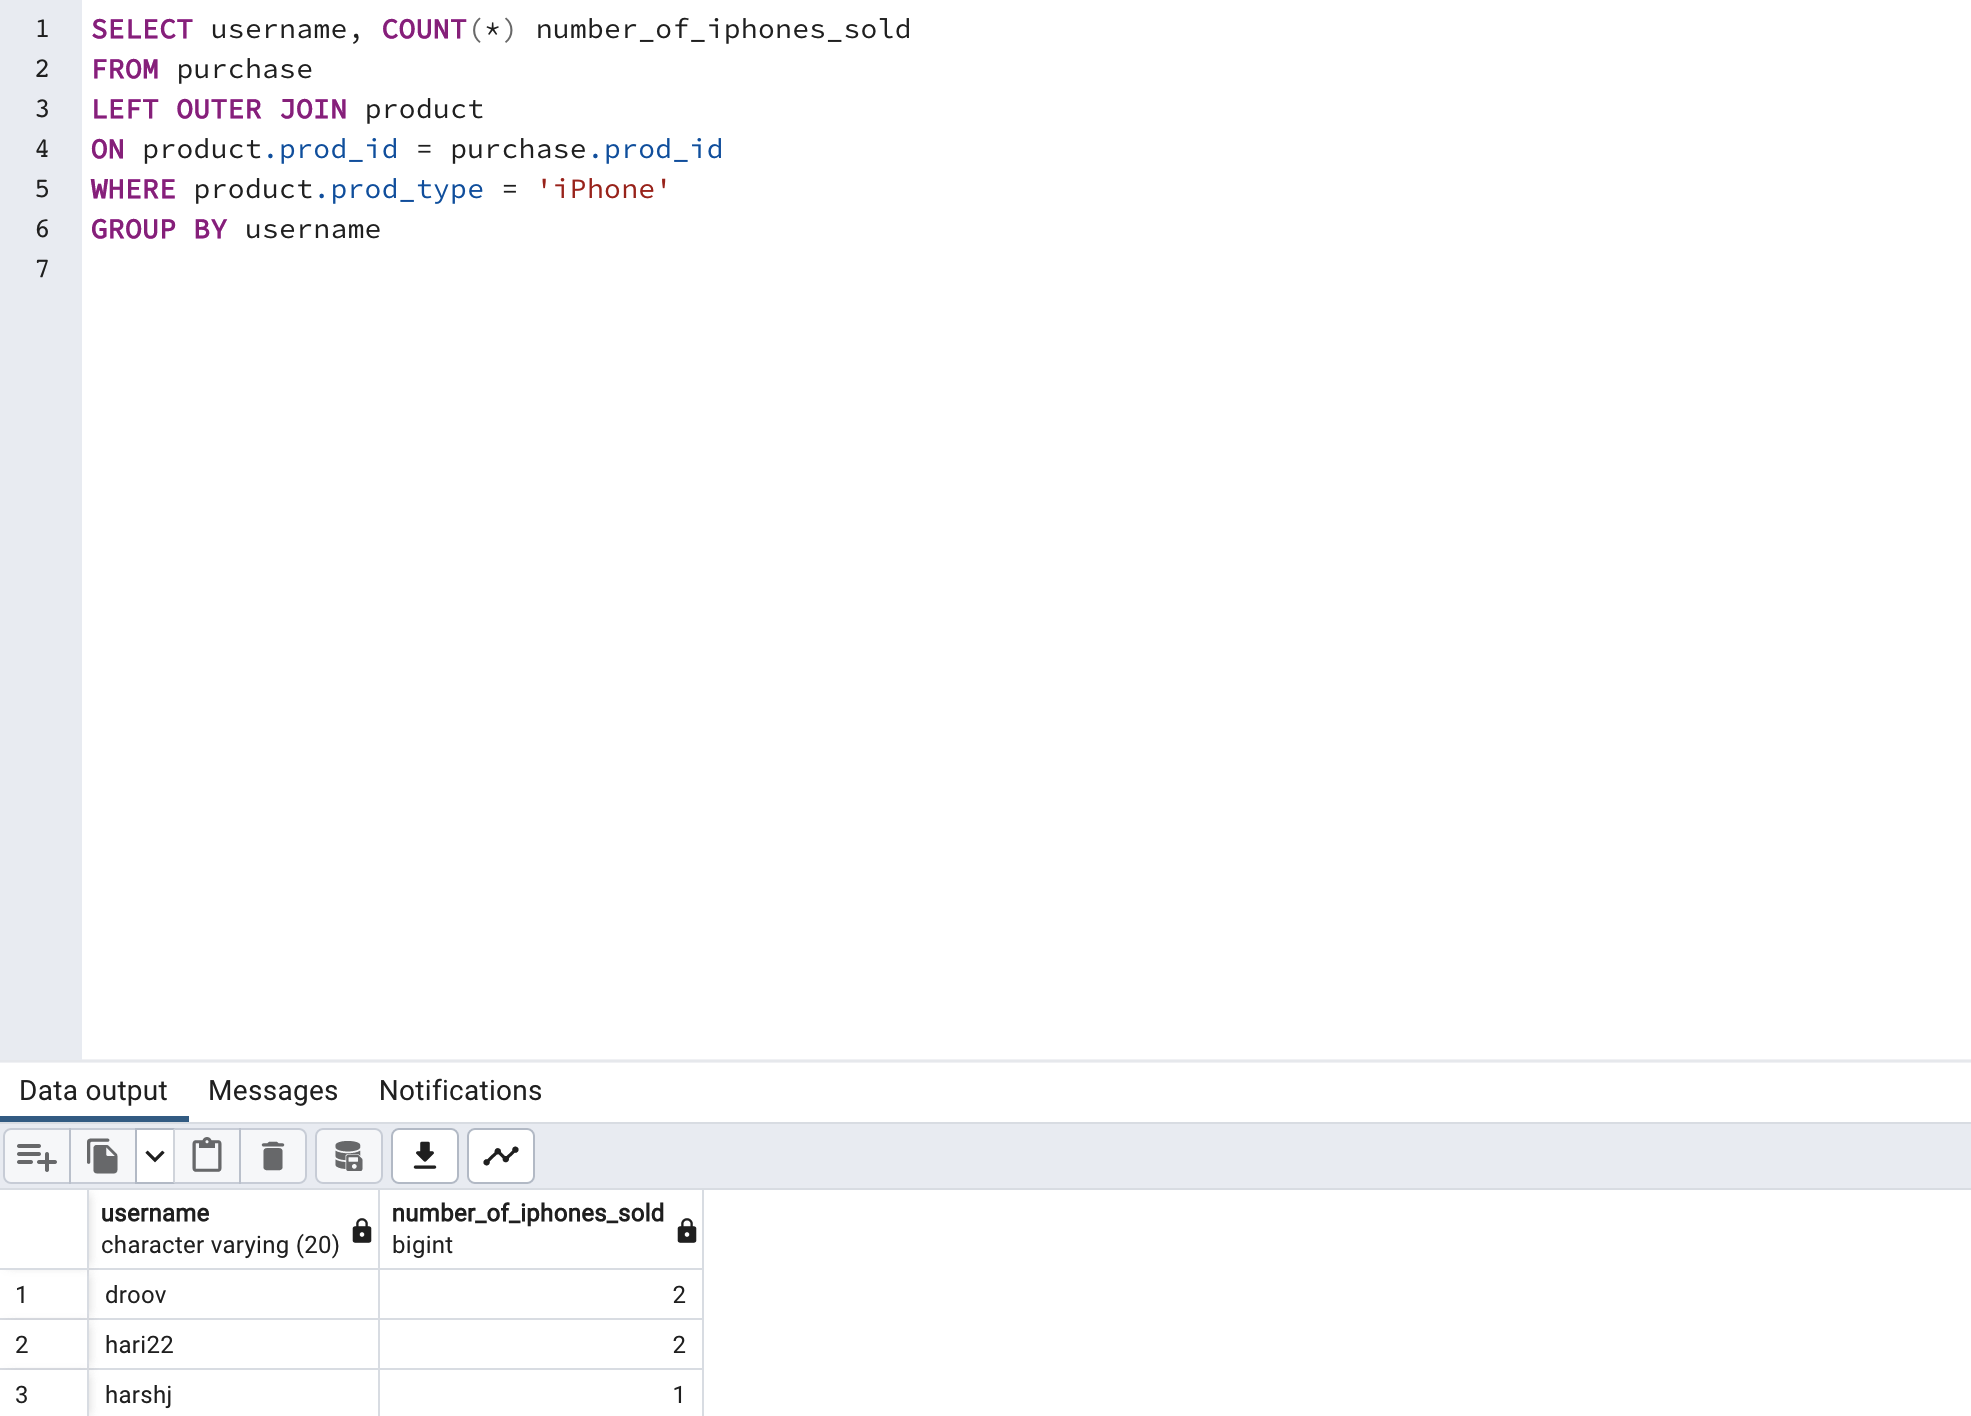 1 SELECT username, COUNT(*) number_of_iphones_sold
2 FROM purchase
3 LEFT OUTER JOIN product
4 ON product.prod_id = purchase.prod_id
5 WHERE product.prod_type = 'iPhone'
6 GROUP BY username
7
Data output Messages Notifications
username number_of_iphones_sold
character varying (20) bigint
1 droov 2
2 hari22 2
3 harshj 1